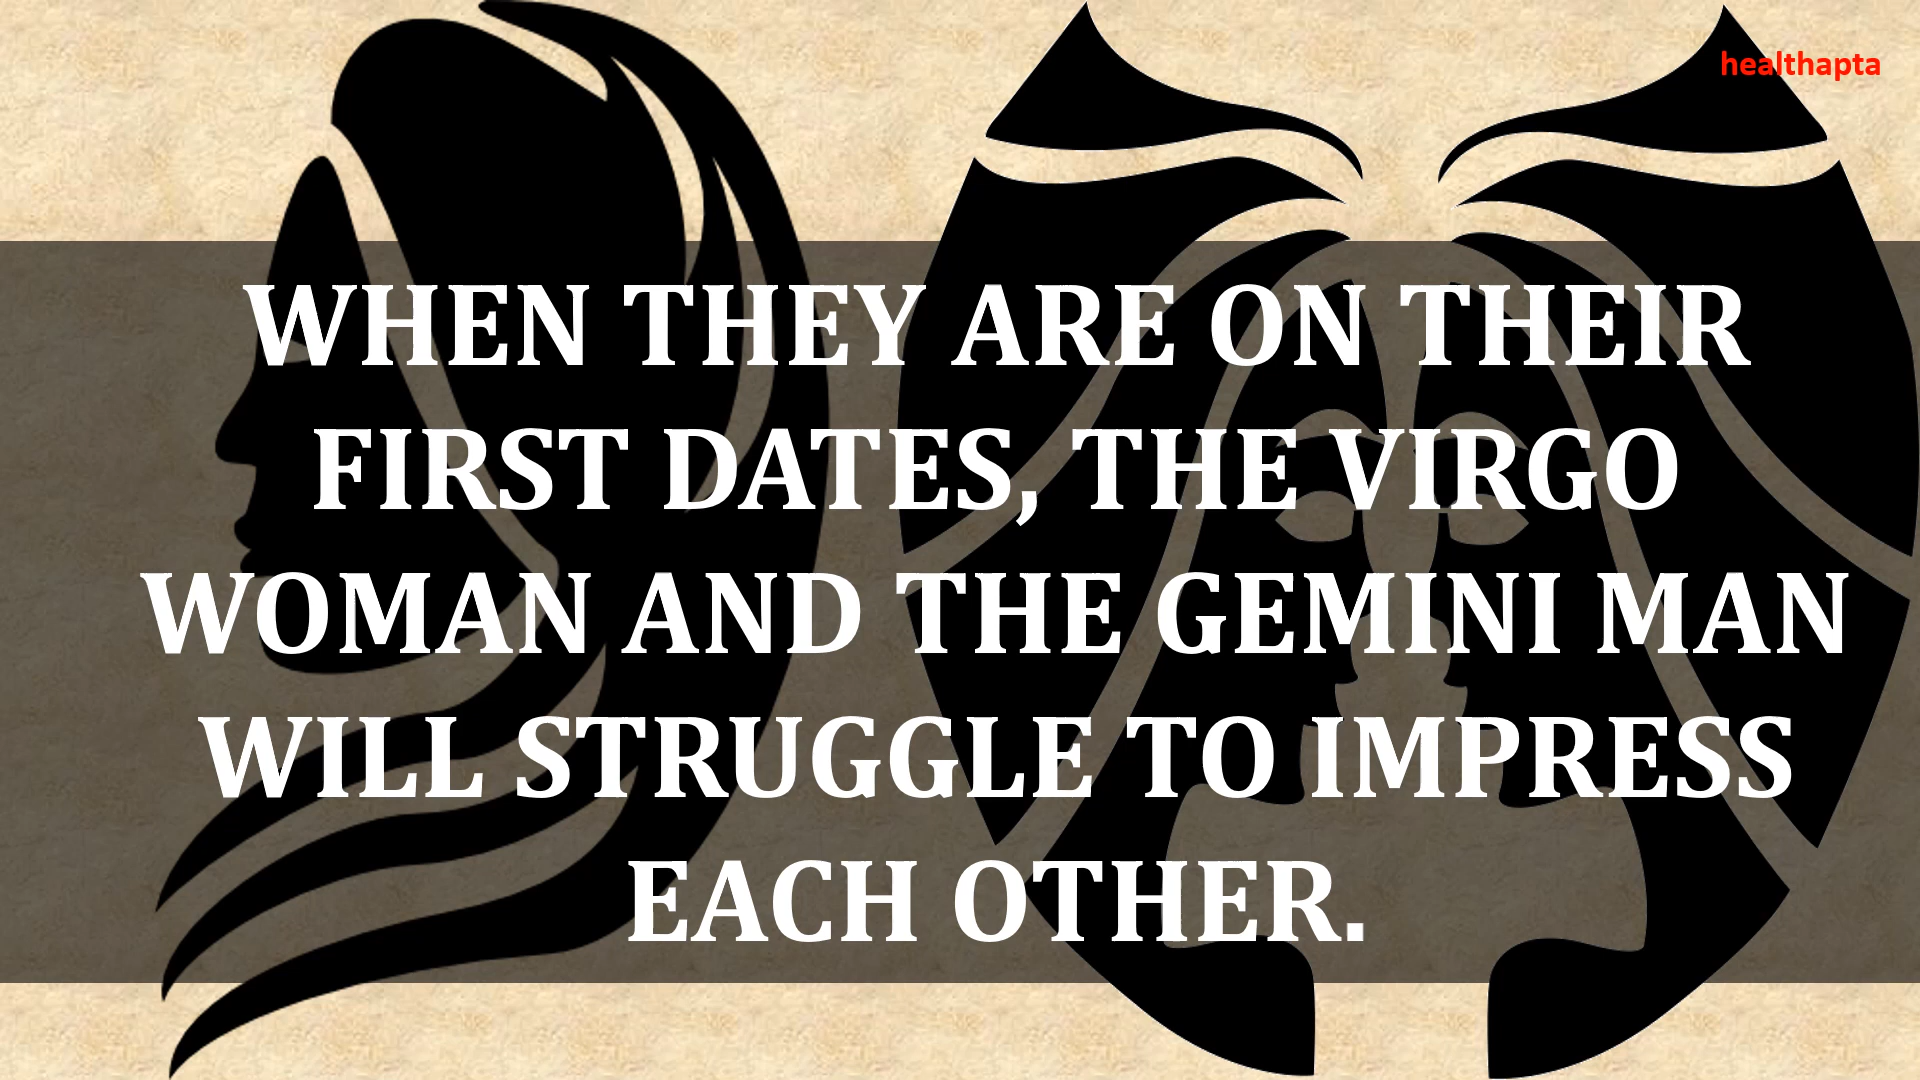 healthapta
WHEN THEY ARE ON THEIR
FIRST DATES, THE VIRGO
WOMAN AND THE GEMINI MAN
WILL STRUGGLE TO IMPRESS
EACH OTHER.